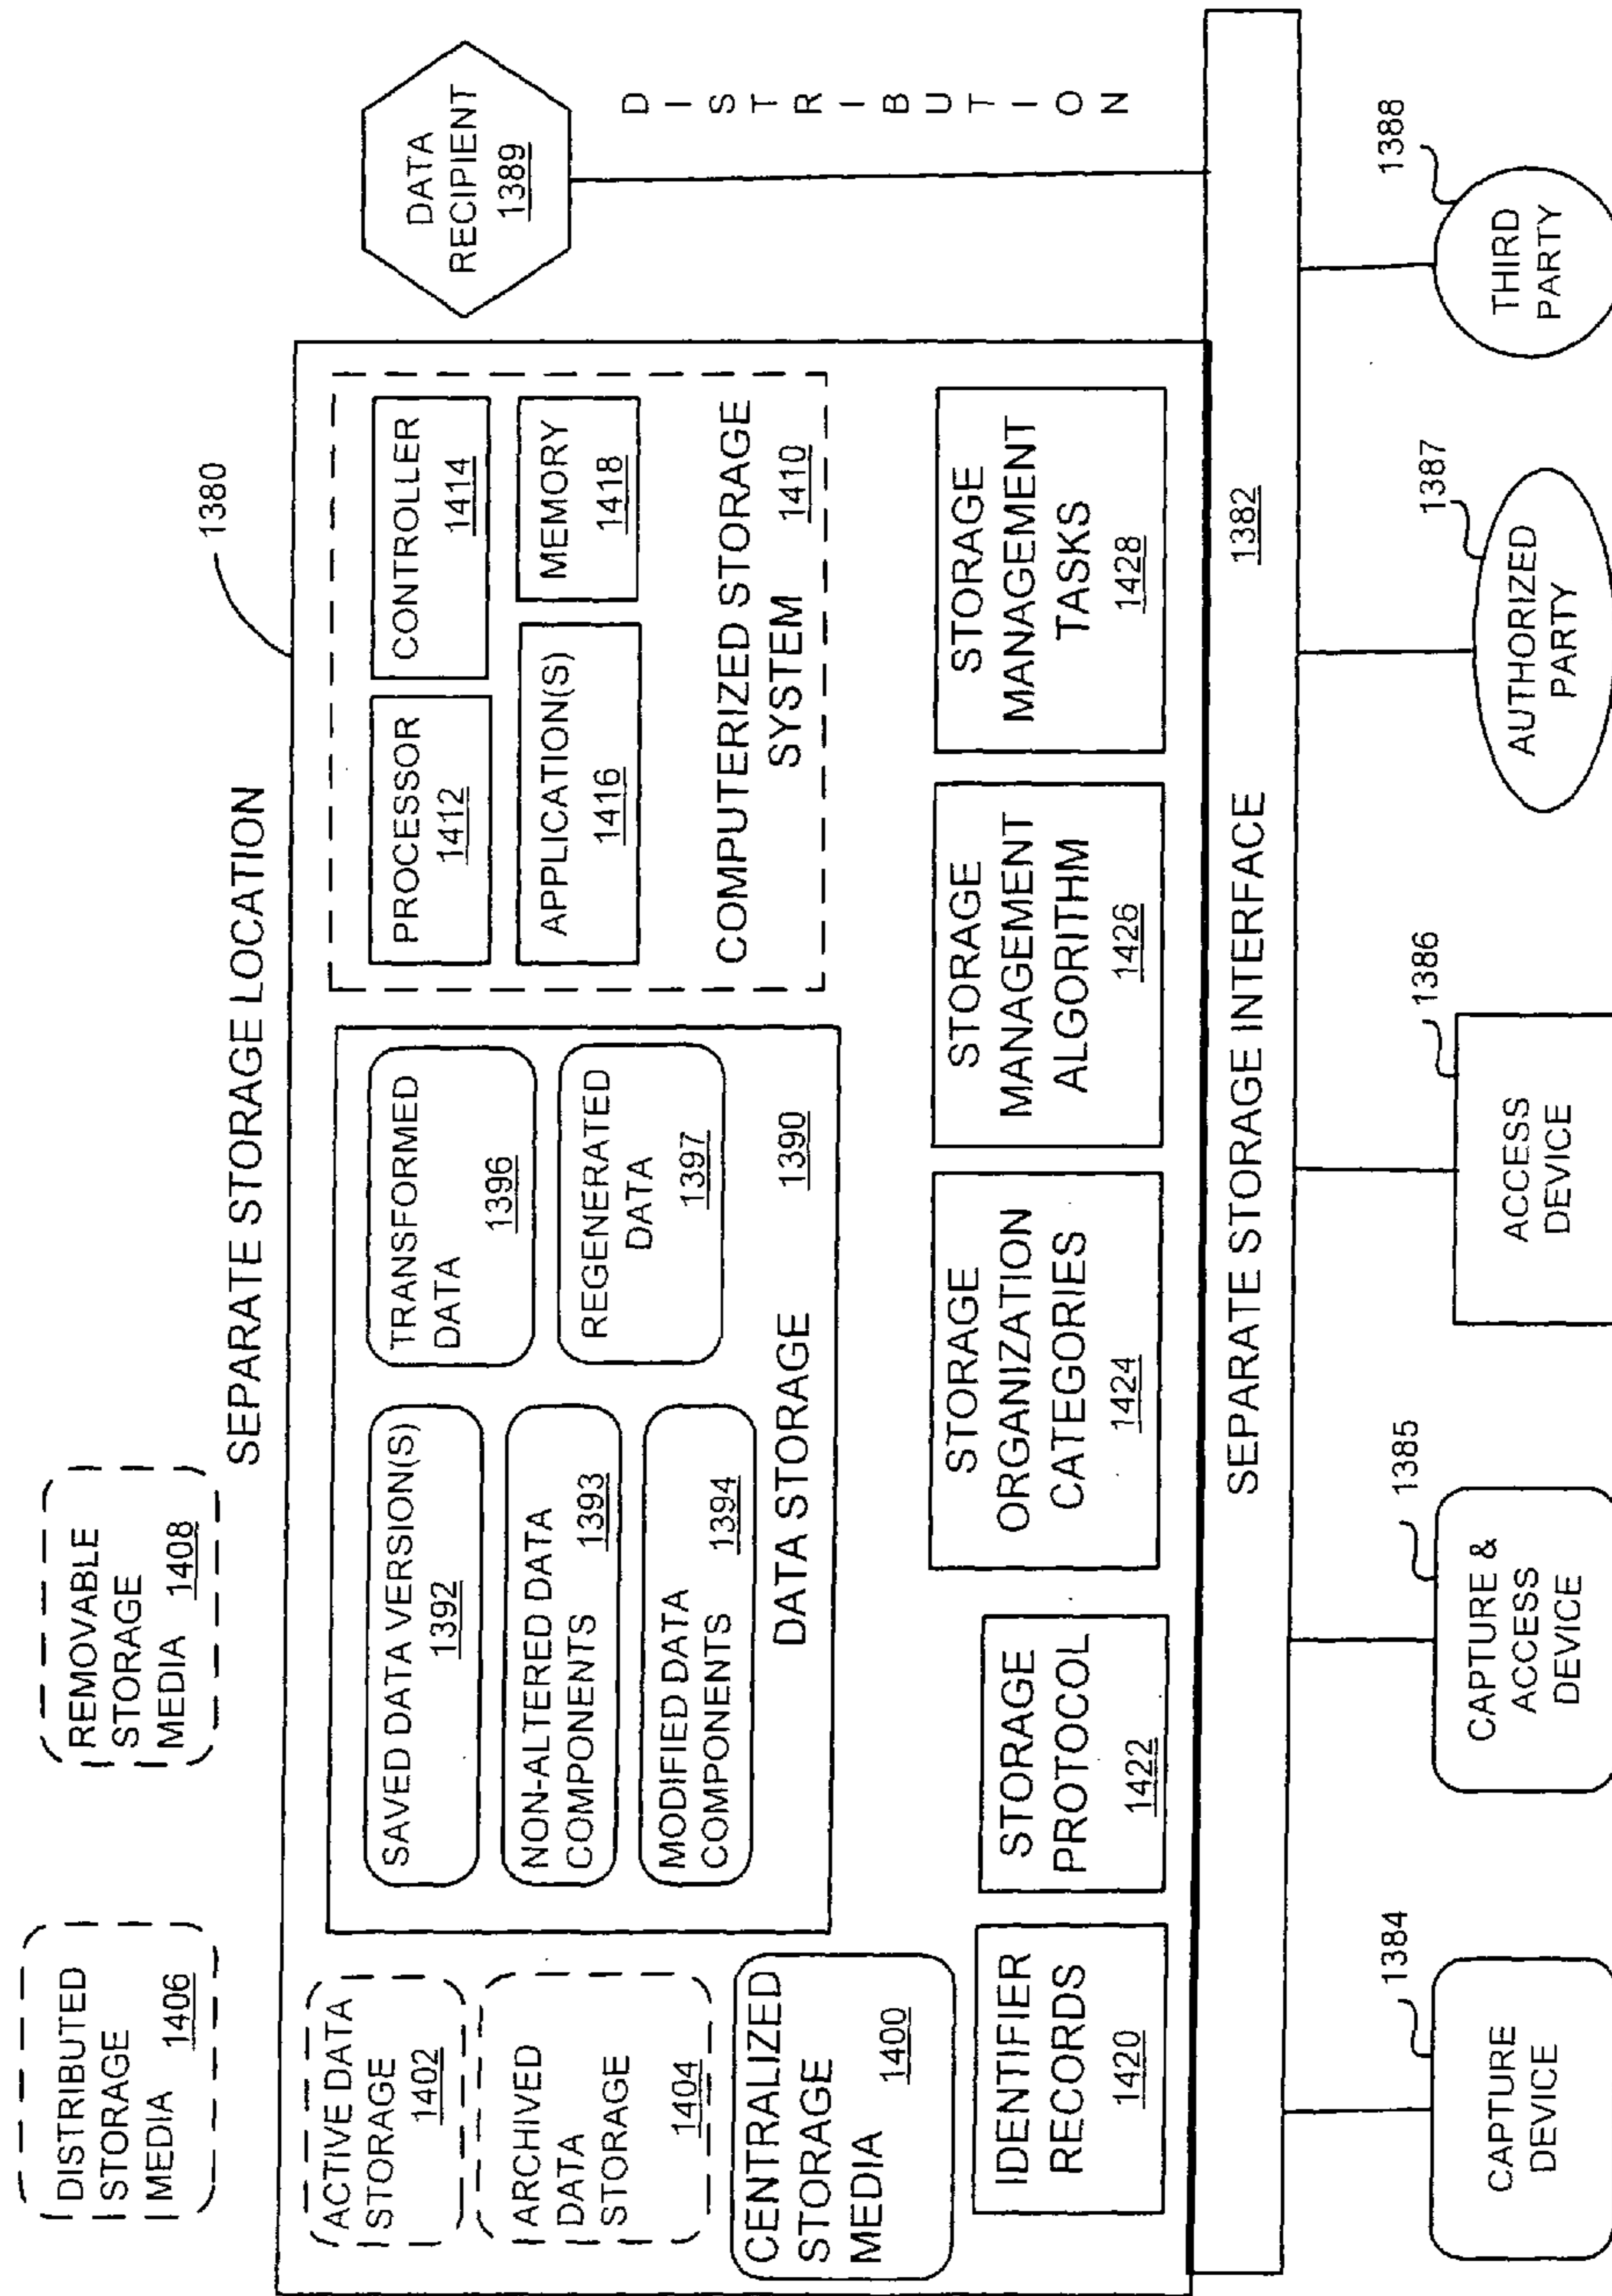 DISTRIBUTED
STORAGE
MEDIA 1406
REMOVABLE
STORAGE
MEDIA 1408
SEPARATE STORAGE LOCATION
1380
ACTIVE DATA
STORAGE
1402
ARCHIVED
DATA
STORAGE
1404
CENTRALIZED
STORAGE
MEDIA 1400
SAVED DATA VERSION(S)
1392
NON-ALTERED DATA
COMPONENTS 1393
MODIFIED DATA
COMPONENTS 1394
TRANSFORMED
DATA
1396
REGENERATED
DATA
1397
DATA STORAGE 1390
PROCESSOR
1412
CONTROLLER
1414
APPLICATION(S)
1416
MEMORY
1418
COMPUTERIZED STORAGE
SYSTEM 1410
DATA
RECIPIENT
1389
DISTRIBUTION
IDENTIFIER
RECORDS
1420
STORAGE
PROTOCOL
1422
STORAGE
ORGANIZATION
CATEGORIES
1424
STORAGE
MANAGEMENT
ALGORITHM
1426
STORAGE
MANAGEMENT
TASKS
1428
SEPARATE STORAGE INTERFACE 1382
1384
CAPTURE
DEVICE
1385
CAPTURE &
ACCESS
DEVICE
1386
ACCESS
DEVICE
1387
AUTHORIZED
PARTY
1388
THIRD
PARTY